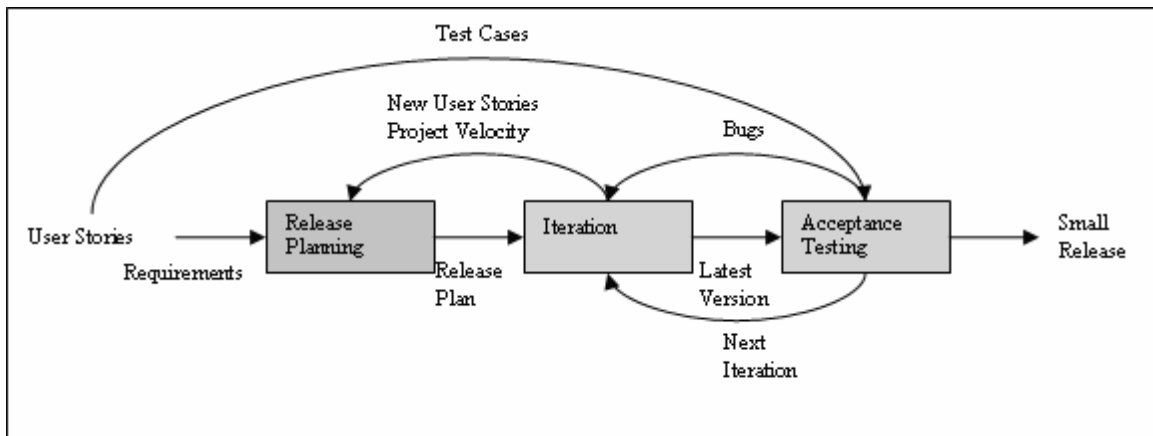 Test Cases
New User Stories
Project Velocity
Bugs
User Stories
Requirements
Release
Planning
Release
Plan
Iteration
Latest
Version
Acceptance
Testing
Small
Release
Next
Iteration